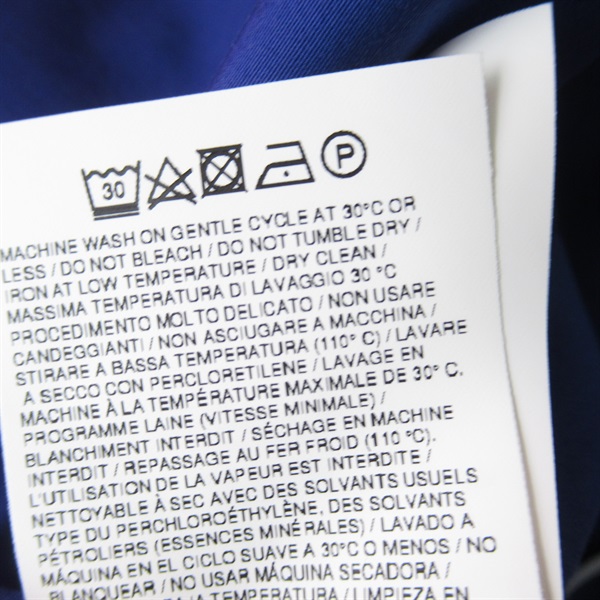 30 P
MACHINE WASH ON GENTLE CYCLE AT 30°C OR
LESS / DO NOT BLEACH / DO NOT TUMBLE DRY /
IRON AT LOW TEMPERATURE / DRY CLEAN /
MASSIMA TEMPERATURA DI LAVAGGIO 30 °C
PROCEDIMENTO MOLTO DELICATO / NON USARE
CANDEGGIANTI / NON ASCIUGARE A MACCHINA /
STIRARE A BASSA TEMPERATURA (110° C) / LAVARE
A SECCO CON PERCLORETILENE / LAVAGE EN
MACHINE À LA TEMPÉRATURE MAXIMALE DE 30° C.
PROGRAMME LAINE (VITESSE MINIMALE) /
BLANCHIMENT INTERDIT / SÉCHAGE EN MACHINE
INTERDIT / REPASSAGE AU FER FROID (110 °C).
L'UTILISATION DE LA VAPEUR EST INTERDITE /
NETTOYABLE À SEC AVEC DES SOLVANTS USUELS
TYPE DU PERCHLOROÉTHYLÈNE, DES SOLVANTS
PÉTROLIERS (ESSENCES MINÉRALES) / LAVADO A
MÁQUINA EN EL CICLO SUAVE A 30°C O MENOS / NO
BLANQUEAR / NO USAR MÁQUINA SECADORA /
TEMPERATURA / LIMPIEZA EN